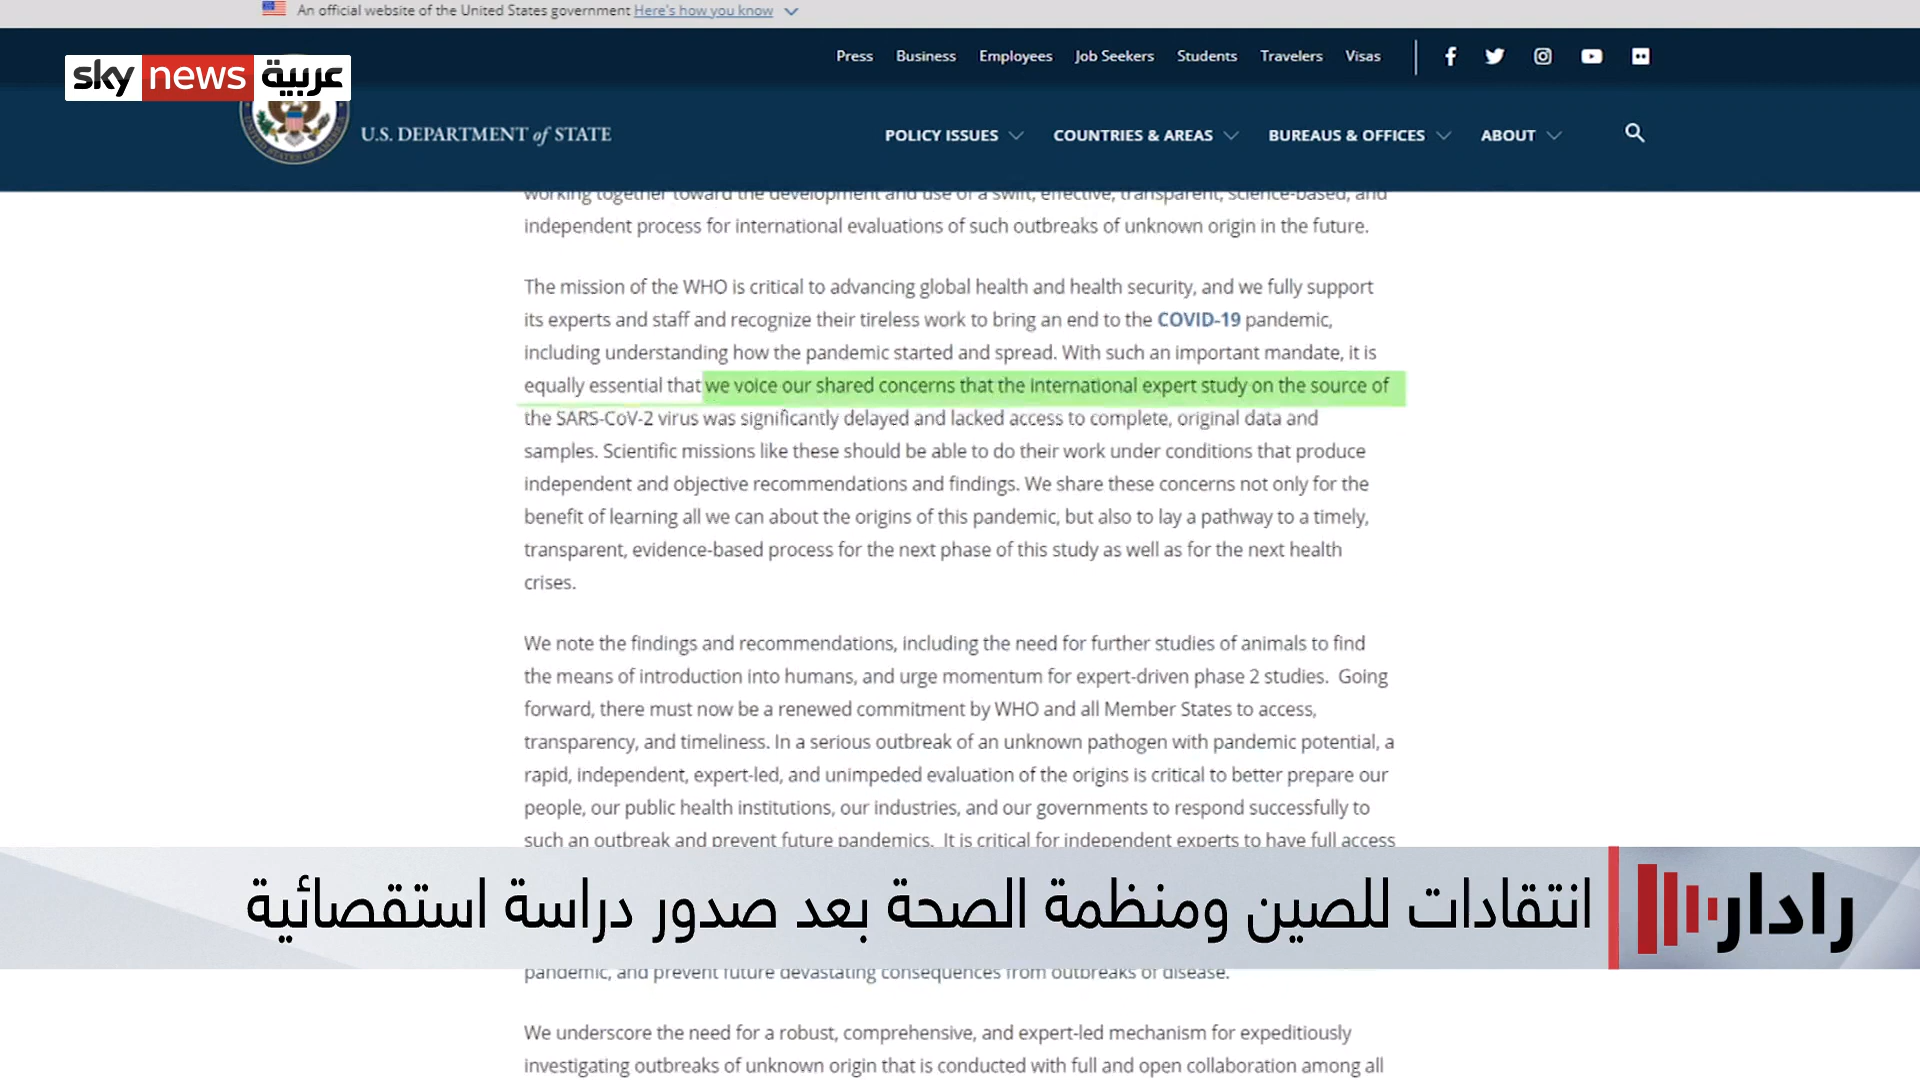 An official website of the United States government Here's how you know
sky news عربية
Press Business Employees Job Seekers Students Travelers Visas
U.S. DEPARTMENT of STATE
POLICY ISSUES COUNTRIES & AREAS BUREAUS & OFFICES ABOUT
working together toward the development and use of a swift, effective, transparent, science-based, and
independent process for international evaluations of such outbreaks of unknown origin in the future.
The mission of the WHO is critical to advancing global health and health security, and we fully support
its experts and staff and recognize their tireless work to bring an end to the COVID-19 pandemic,
including understanding how the pandemic started and spread. With such an important mandate, it is
equally essential that we voice our shared concerns that the international expert study on the source of
the SARS-CoV-2 virus was significantly delayed and lacked access to complete, original data and
samples. Scientific missions like these should be able to do their work under conditions that produce
independent and objective recommendations and findings. We share these concerns not only for the
benefit of learning all we can about the origins of this pandemic, but also to lay a pathway to a timely,
transparent, evidence-based process for the next phase of this study as well as for the next health
crises.
We note the findings and recommendations, including the need for further studies of animals to find
the means of introduction into humans, and urge momentum for expert-driven phase 2 studies. Going
forward, there must now be a renewed commitment by WHO and all Member States to access,
transparency, and timeliness. In a serious outbreak of an unknown pathogen with pandemic potential, a
rapid, independent, expert-led, and unimpeded evaluation of the origins is critical to better prepare our
people, our public health institutions, our industries, and our governments to respond successfully to
such an outbreak and prevent future pandemics. It is critical for independent experts to have full access
رادار
انتقادات للصين ومنظمة الصحة بعد صدور دراسة استقصائية
pandemic, and prevent future devastating consequences from outbreaks of disease.
We underscore the need for a robust, comprehensive, and expert-led mechanism for expeditiously
investigating outbreaks of unknown origin that is conducted with full and open collaboration among all